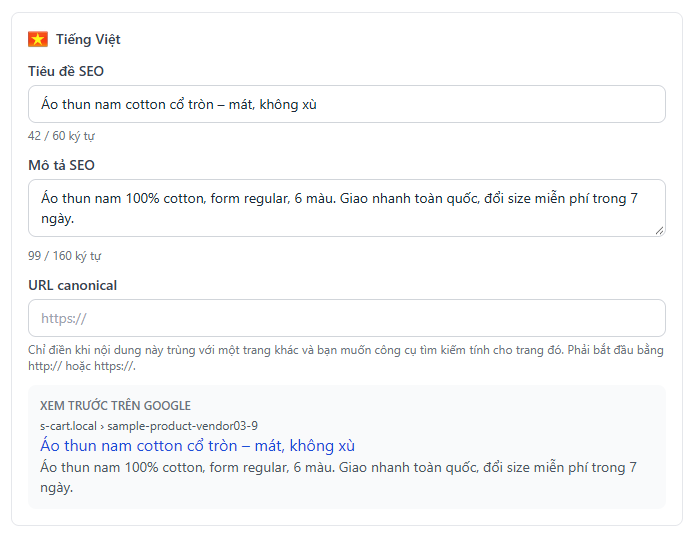 Tiếng Việt
Tiêu đề SEO
Áo thun nam cotton cổ tròn – mát, không xù
42 / 60 ký tự
Mô tả SEO
Áo thun nam 100% cotton, form regular, 6 màu. Giao nhanh toàn quốc, đổi size miễn phí trong 7
ngày.
99 / 160 ký tự
URL canonical
https://
Chỉ điền khi nội dung này trùng với một trang khác và bạn muốn công cụ tìm kiếm tính cho trang đó. Phải bắt đầu bằng
http:// hoặc https://.
XEM TRƯỚC TRÊN GOOGLE
s-cart.local › sample-product-vendor03-9
Áo thun nam cotton cổ tròn – mát, không xù
Áo thun nam 100% cotton, form regular, 6 màu. Giao nhanh toàn quốc, đổi size miễn phí trong 7
ngày.